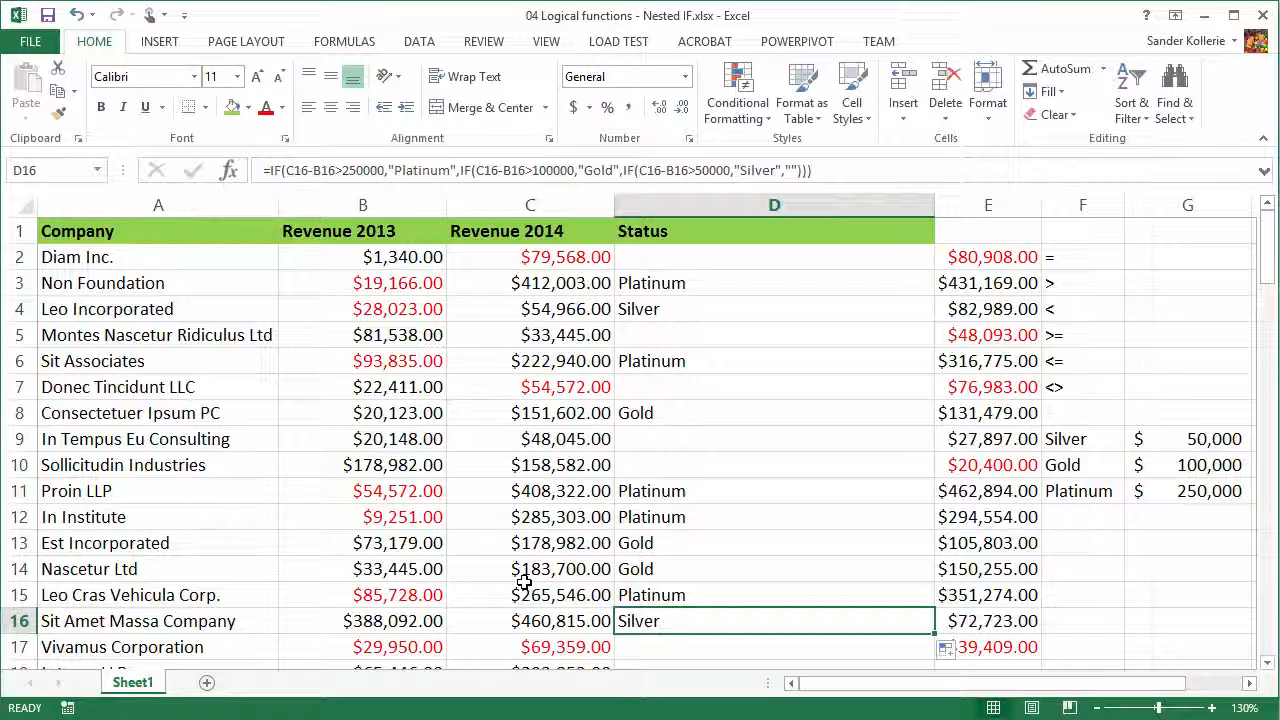 04 Logical functions - Nested IF.xlsx - Excel
FILE HOME INSERT PAGE LAYOUT FORMULAS DATA REVIEW VIEW LOAD TEST ACROBAT POWERPIVOT TEAM Sander Kollerie
Paste Calibri 11 Wrap Text General AutoSum
Fill
B I U Merge & Center $ % Conditional Formatting Format as Table Cell Styles Insert Delete Format Clear Sort & Filter Find & Select
Clipboard Font Alignment Number Styles Cells Editing
D16 fx =IF(C16-B16>250000,"Platinum",IF(C16-B16>100000,"Gold",IF(C16-B16>50000,"Silver","")))
A B C D E F G
1 Company Revenue 2013 Revenue 2014 Status
2 Diam Inc. $1,340.00 $79,568.00 $80,908.00 =
3 Non Foundation $19,166.00 $412,003.00 Platinum $431,169.00 >
4 Leo Incorporated $28,023.00 $54,966.00 Silver $82,989.00 <
5 Montes Nascetur Ridiculus Ltd $81,538.00 $33,445.00 $48,093.00 >=
6 Sit Associates $93,835.00 $222,940.00 Platinum $316,775.00 <=
7 Donec Tincidunt LLC $22,411.00 $54,572.00 $76,983.00 <>
8 Consectetuer Ipsum PC $20,123.00 $151,602.00 Gold $131,479.00
9 In Tempus Eu Consulting $20,148.00 $48,045.00 $27,897.00 Silver $ 50,000
10 Sollicitudin Industries $178,982.00 $158,582.00 $20,400.00 Gold $ 100,000
11 Proin LLP $54,572.00 $408,322.00 Platinum $462,894.00 Platinum $ 250,000
12 In Institute $9,251.00 $285,303.00 Platinum $294,554.00
13 Est Incorporated $73,179.00 $178,982.00 Gold $105,803.00
14 Nascetur Ltd $33,445.00 $183,700.00 Gold $150,255.00
15 Leo Cras Vehicula Corp. $85,728.00 $265,546.00 Platinum $351,274.00
16 Sit Amet Massa Company $388,092.00 $460,815.00 Silver $72,723.00
17 Vivamus Corporation $29,950.00 $69,359.00 39,409.00
Sheet1
READY 130%